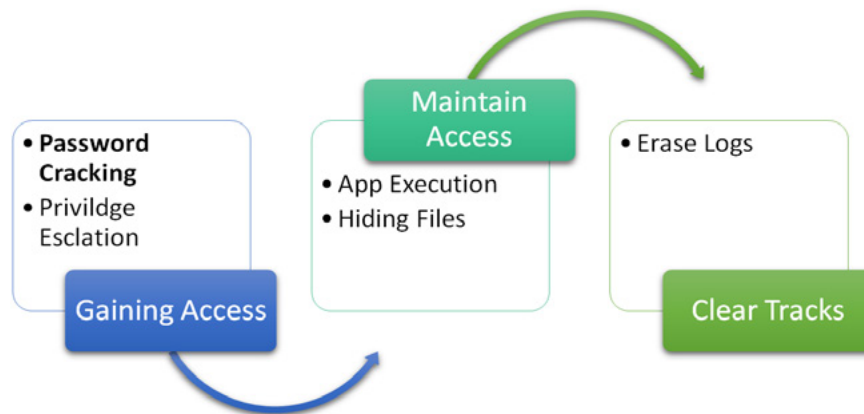 • Password
Cracking
• Privildge
Esclation
Gaining Access
Maintain
Access
• App Execution
• Hiding Files
• Erase Logs
Clear Tracks